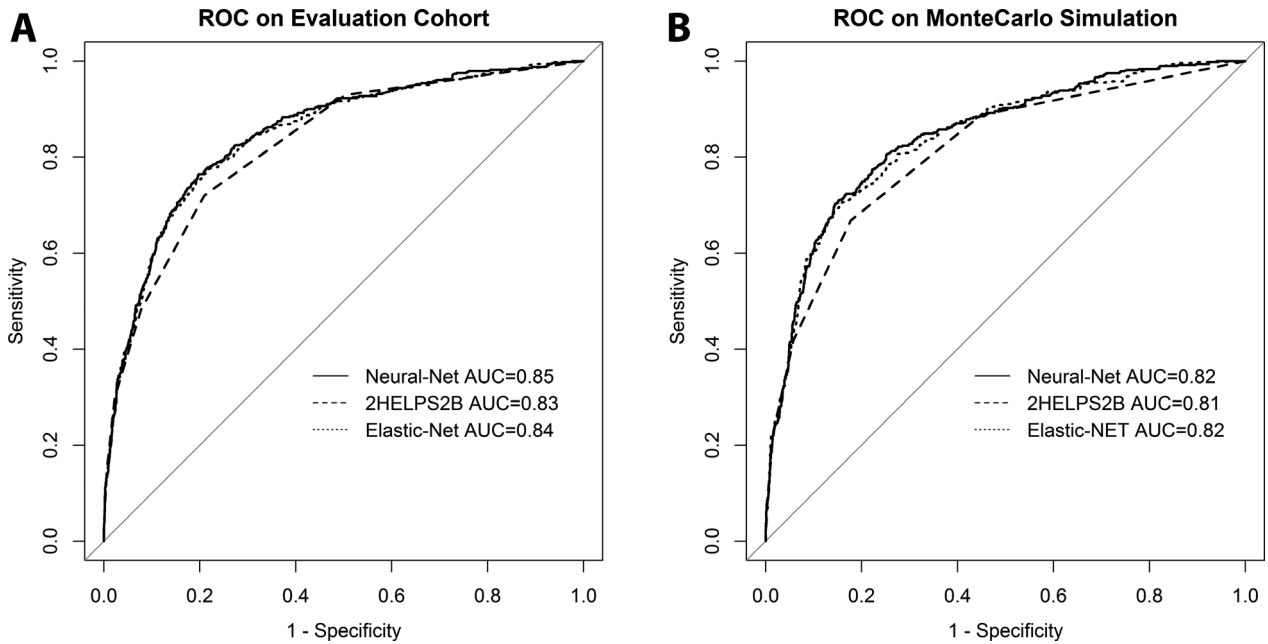 A
ROC on Evaluation Cohort
Sensitivity
0.0 0.2 0.4 0.6 0.8 1.0
Neural-Net AUC=0.85
2HELPS2B AUC=0.83
Elastic-Net AUC=0.84
0.0 0.2 0.4 0.6 0.8 1.0
1 - Specificity
B
ROC on MonteCarlo Simulation
Sensitivity
0.0 0.2 0.4 0.6 0.8 1.0
Neural-Net AUC=0.82
2HELPS2B AUC=0.81
Elastic-NET AUC=0.82
0.0 0.2 0.4 0.6 0.8 1.0
1 - Specificity